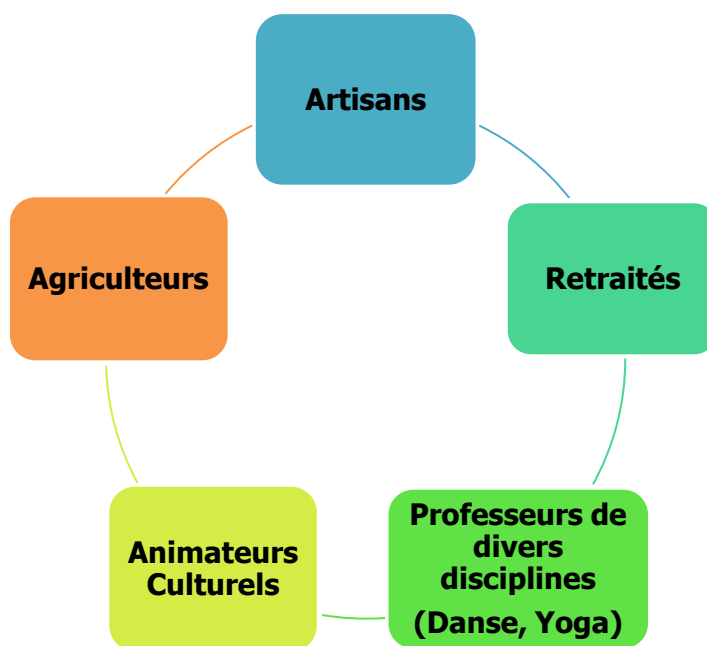 Artisans
Retraités
Agriculteurs
Professeurs de
divers
disciplines
(Danse, Yoga)
Animateurs
Culturels